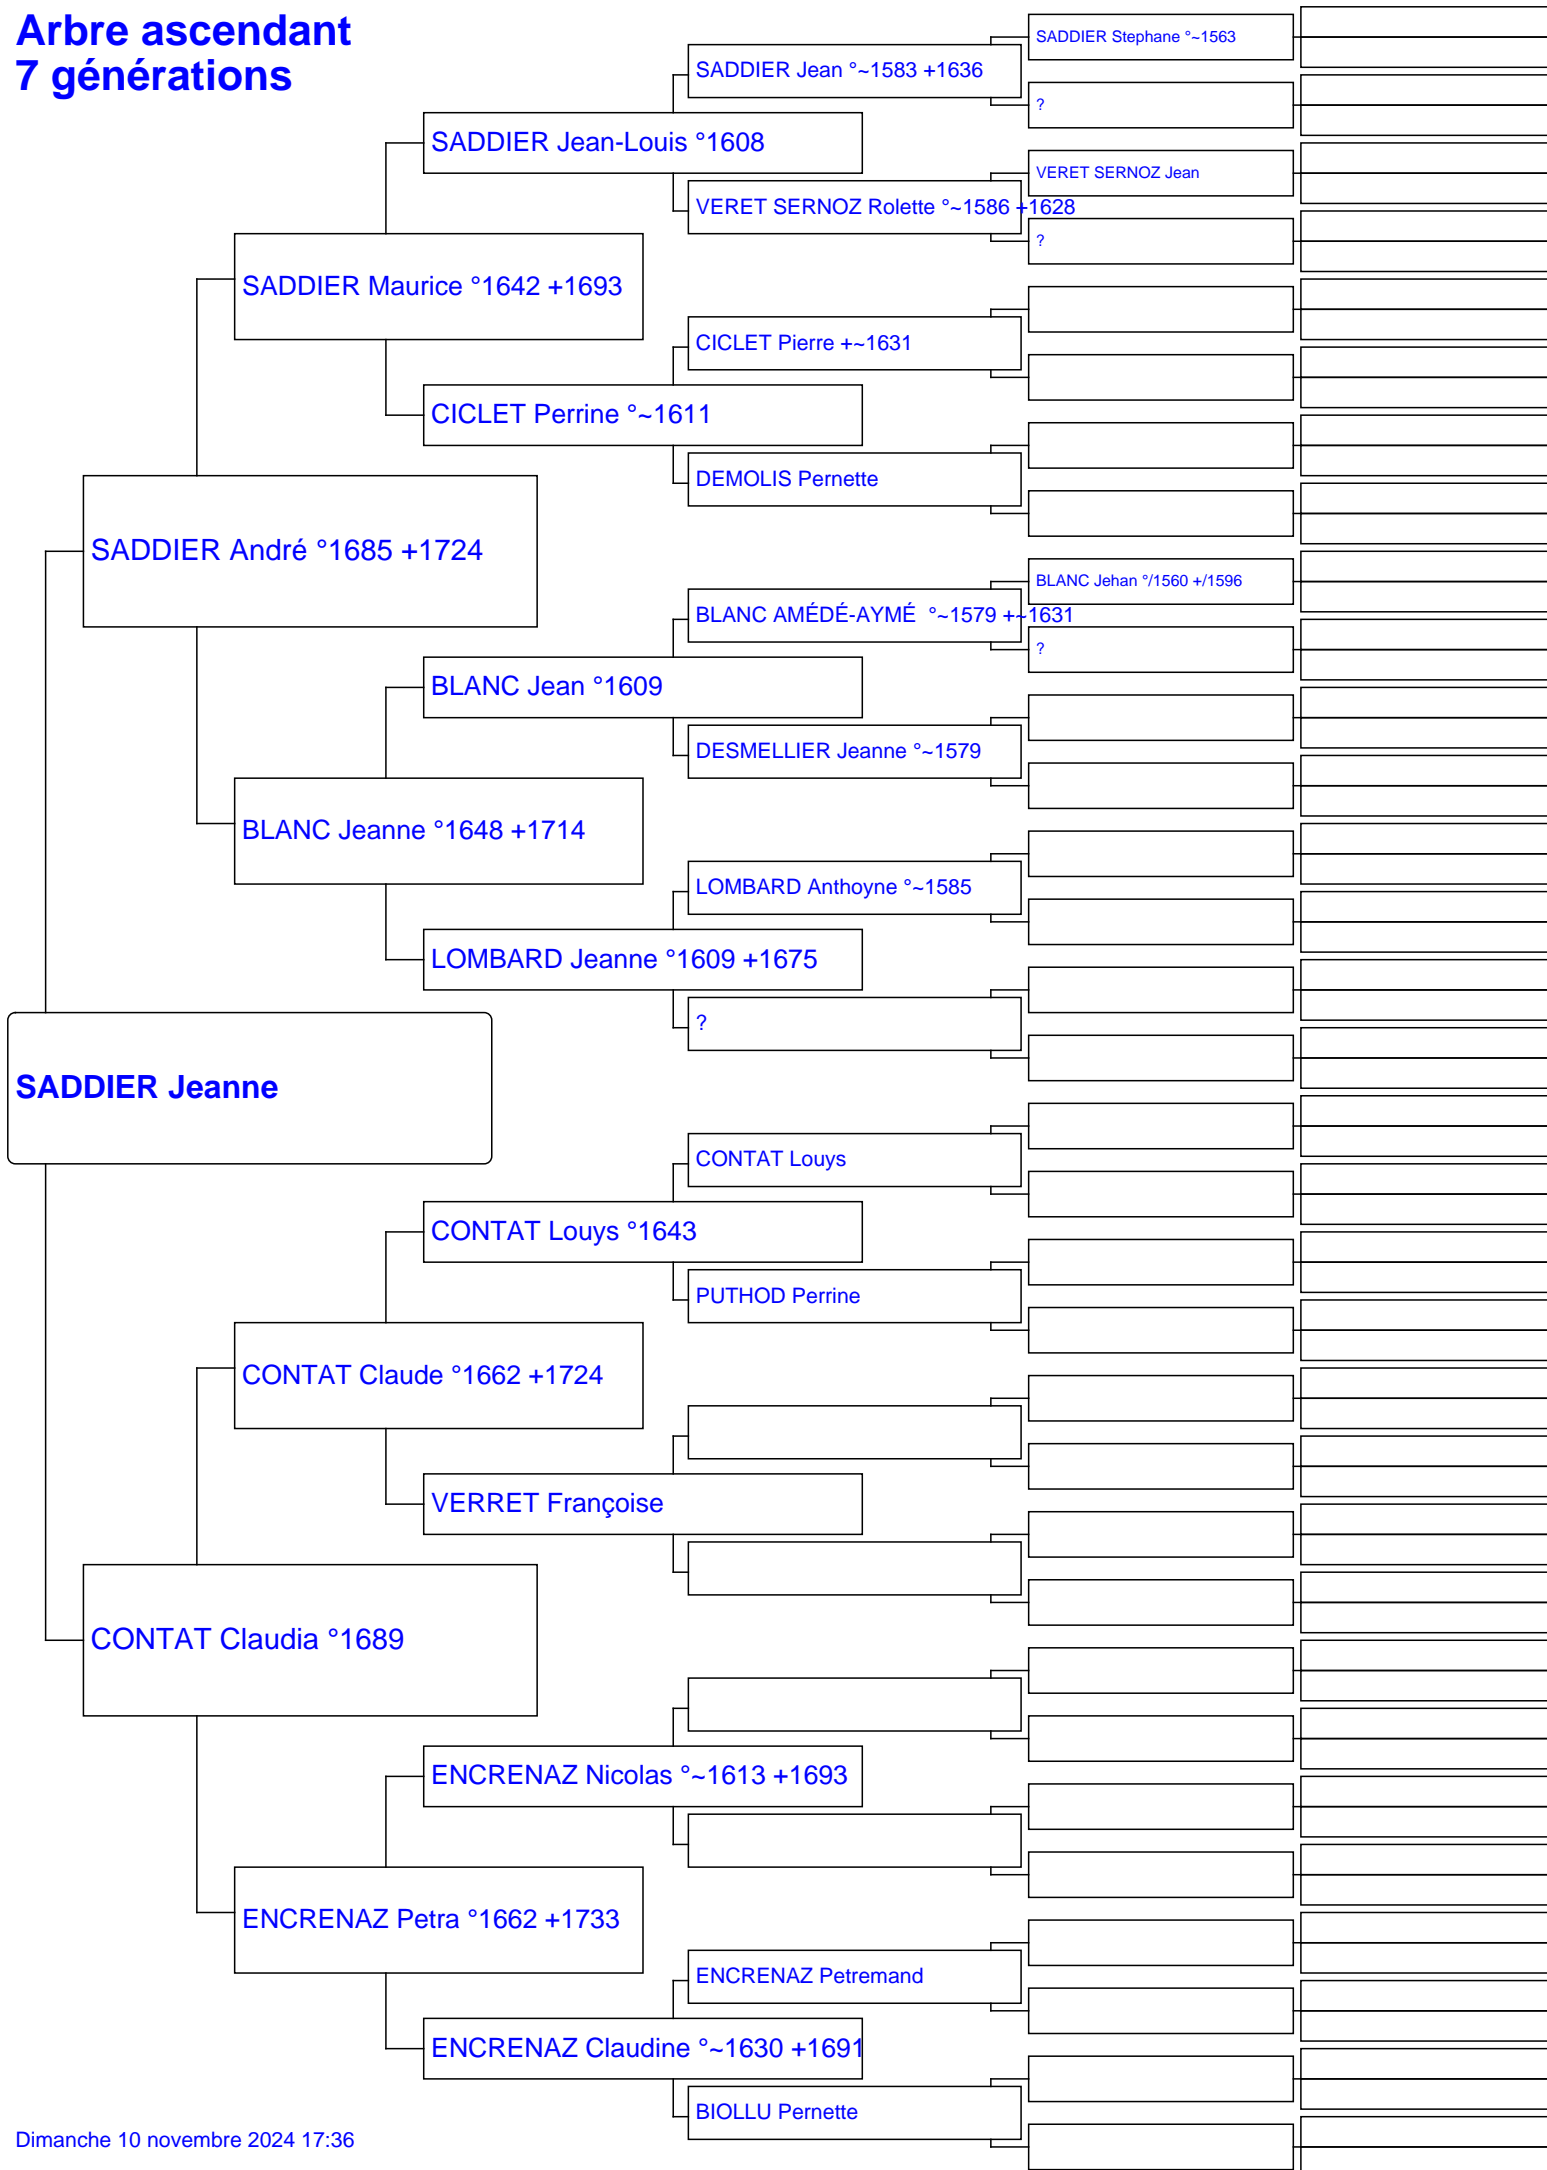 Arbre ascendant
7 générations
SADDIER Stephane °~1563
SADDIER Jean °~1583 +1636
?
SADDIER Jean-Louis °1608
VERET SERNOZ Jean
VERET SERNOZ Rolette °~1586 +1628
?
SADDIER Maurice °1642 +1693
CICLET Pierre +~1631
CICLET Perrine °~1611
DEMOLIS Pernette
SADDIER André °1685 +1724
BLANC Jehan °/1560 +/1596
BLANC AMÉDÉ-AYMÉ  °~1579 +~1631
?
BLANC Jean °1609
DESMELLIER Jeanne °~1579
BLANC Jeanne °1648 +1714
LOMBARD Anthoyne °~1585
LOMBARD Jeanne °1609 +1675
?
SADDIER Jeanne
CONTAT Louys
CONTAT Louys °1643
PUTHOD Perrine
CONTAT Claude °1662 +1724
VERRET Françoise
CONTAT Claudia °1689
ENCRENAZ Nicolas °~1613 +1693
ENCRENAZ Petra °1662 +1733
ENCRENAZ Petremand
ENCRENAZ Claudine °~1630 +1691
BIOLLU Pernette
Dimanche 10 novembre 2024 17:36